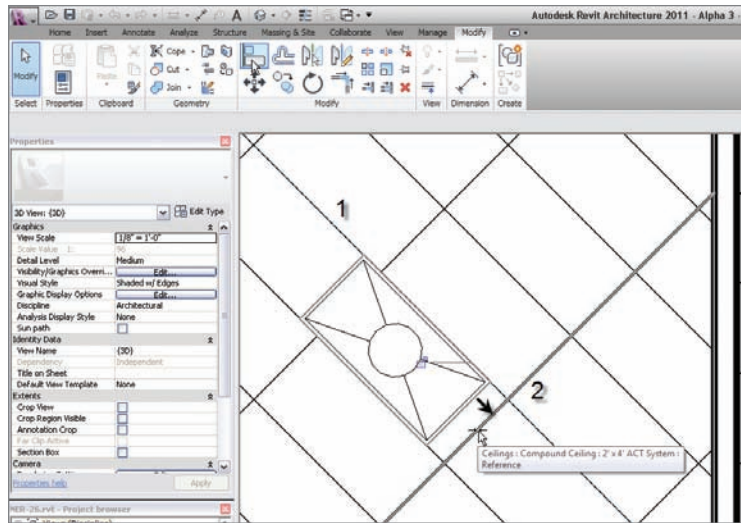 Autodesk Revit Architecture 2011 - Alpha 3 -
Home Insert Annotate Analyze Structure Massing & Site Collaborate View Manage Modify
Modify
Paste
Cope
Cut
Join
Select Properties Clipboard Geometry Modify View Dimension Create
Properties
3D View: {3D} Edit Type
Graphics
View Scale 1/8" = 1'-0"
Scale Value 1: 96
Detail Level Medium
Visibility/Graphics Overri... Edit...
Visual Style Shaded w/ Edges
Graphic Display Options Edit...
Discipline Architectural
Analysis Display Style None
Sun path
Identity Data
View Name {3D}
Dependency Independent
Title on Sheet
Default View Template None
Extents
Crop View
Crop Region Visible
Annotation Crop
Far Clip Active
Section Box
Camera
Properties help Apply
MER-26.rvt - Project browser
1
2
Ceilings : Compound Ceiling : 2' x 4' ACT System :
Reference